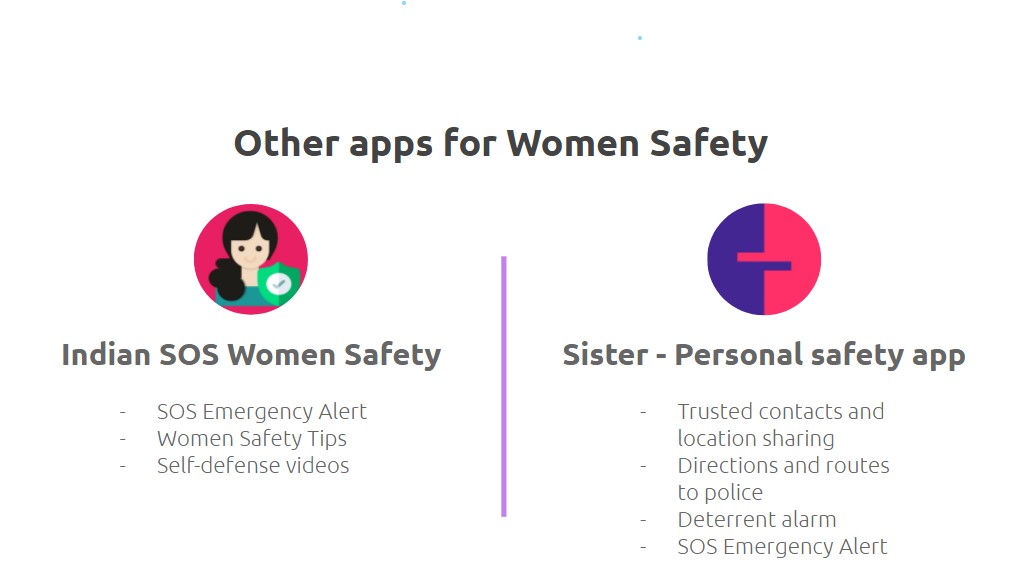 Other apps for Women Safety
Indian SOS Women Safety
- SOS Emergency Alert
- Women Safety Tips
- Self-defense videos
Sister - Personal safety app
- Trusted contacts and
location sharing
- Directions and routes
to police
- Deterrent alarm
- SOS Emergency Alert